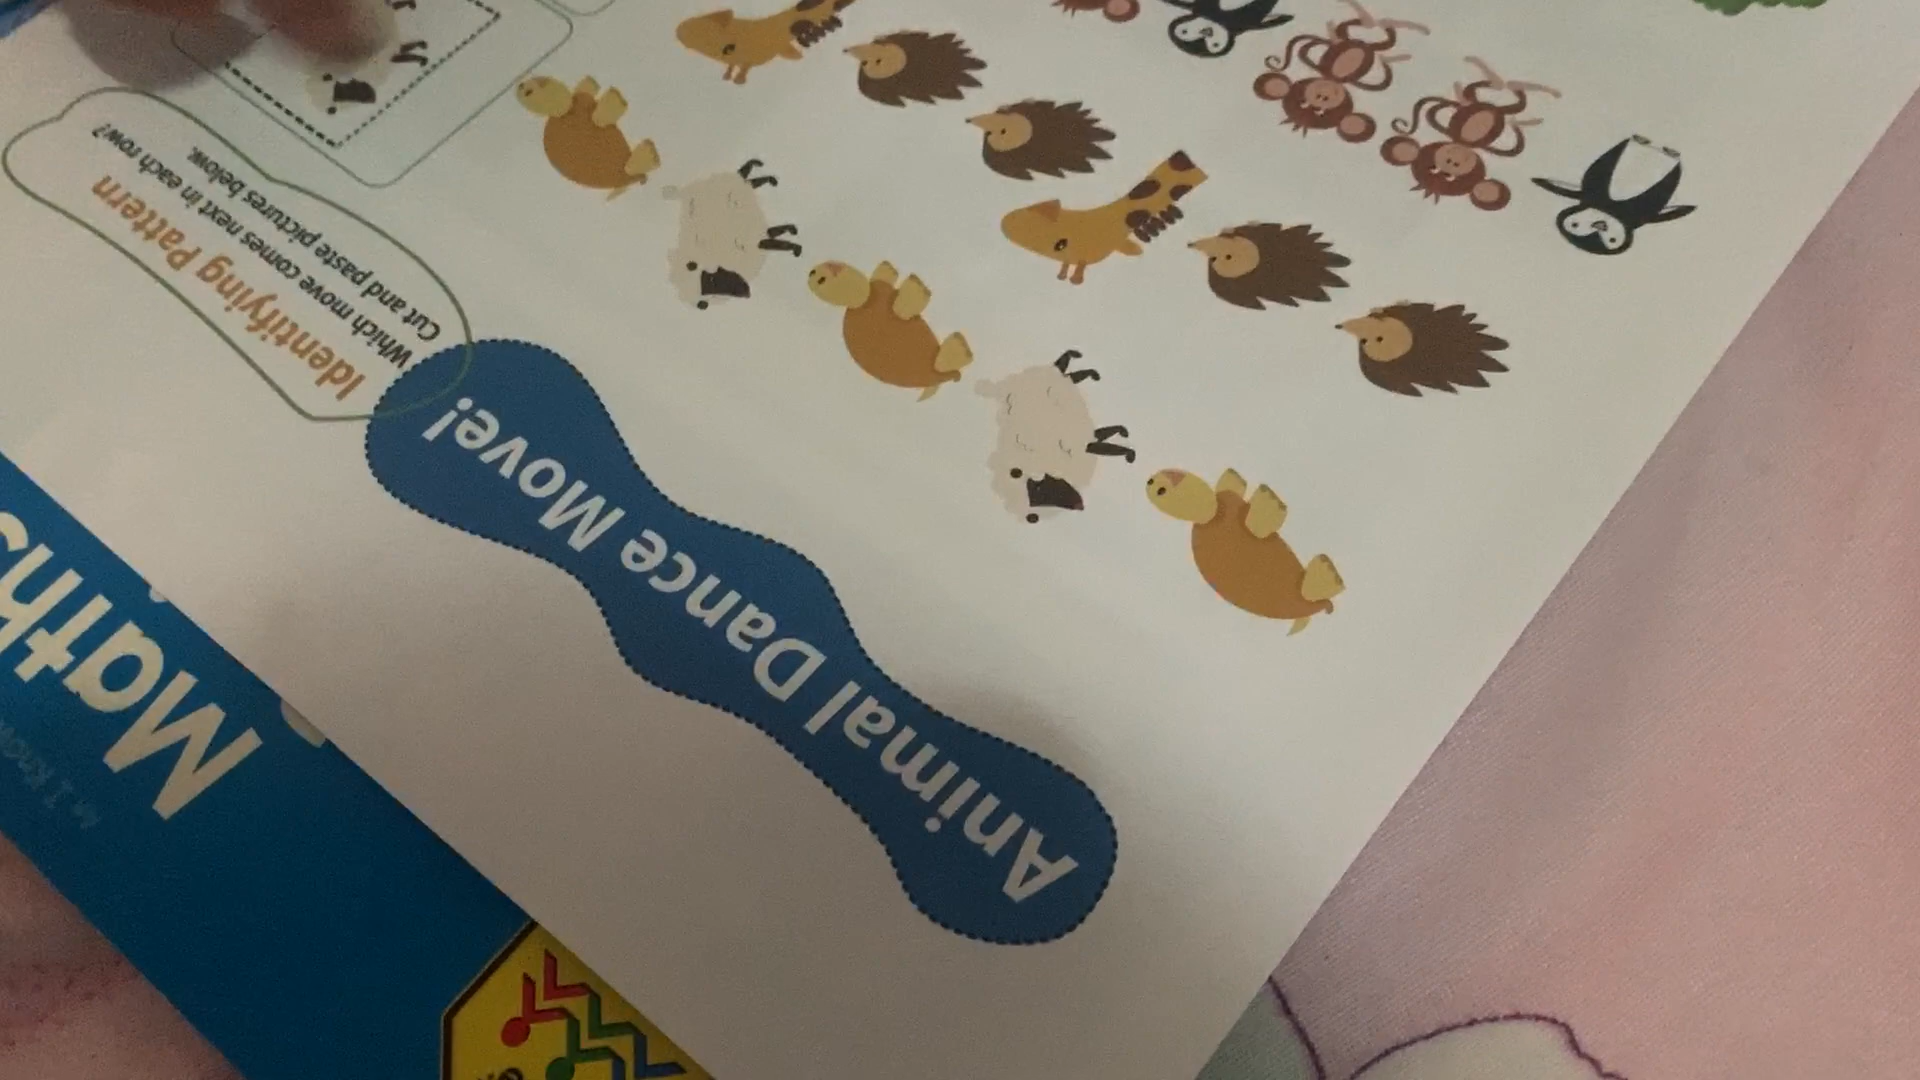 Animal Dance Move!
Identifying Pattern
Which move comes next in each row?
Cut and paste pictures below.
Maths